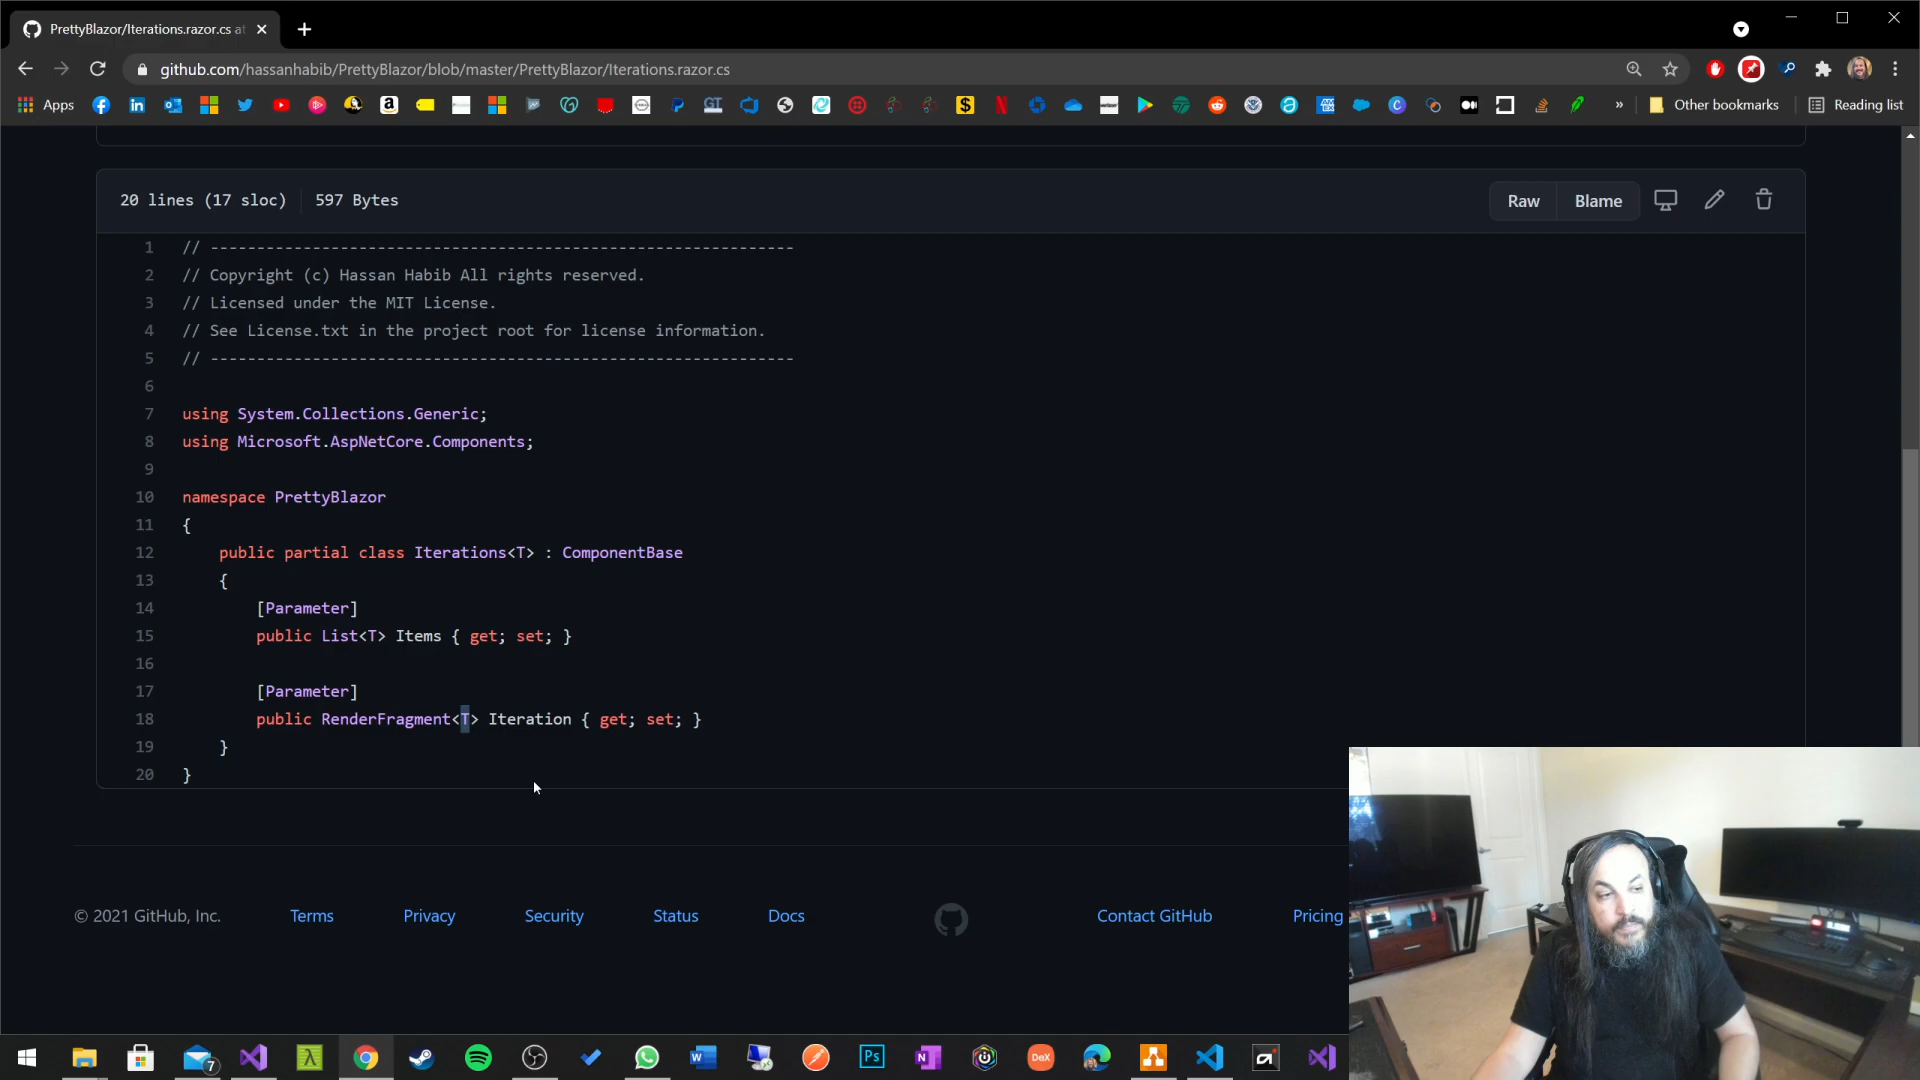 PrettyBlazor/Iterations.razor.cs at
github.com/hassanhabib/PrettyBlazor/blob/master/PrettyBlazor/Iterations.razor.cs
Apps
Other bookmarks
Reading list
20 lines (17 sloc)
597 Bytes
Raw
Blame
1 // ---------------------------------------------------------------
2 // Copyright (c) Hassan Habib All rights reserved.
3 // Licensed under the MIT License.
4 // See License.txt in the project root for license information.
5 // ---------------------------------------------------------------
6
7 using System.Collections.Generic;
8 using Microsoft.AspNetCore.Components;
9
10 namespace PrettyBlazor
11 {
12 public partial class Iterations<T> : ComponentBase
13 {
14 [Parameter]
15 public List<T> Items { get; set; }
16
17 [Parameter]
18 public RenderFragment<T> Iteration { get; set; }
19 }
20 }
© 2021 GitHub, Inc.
Terms
Privacy
Security
Status
Docs
Contact GitHub
Pricing